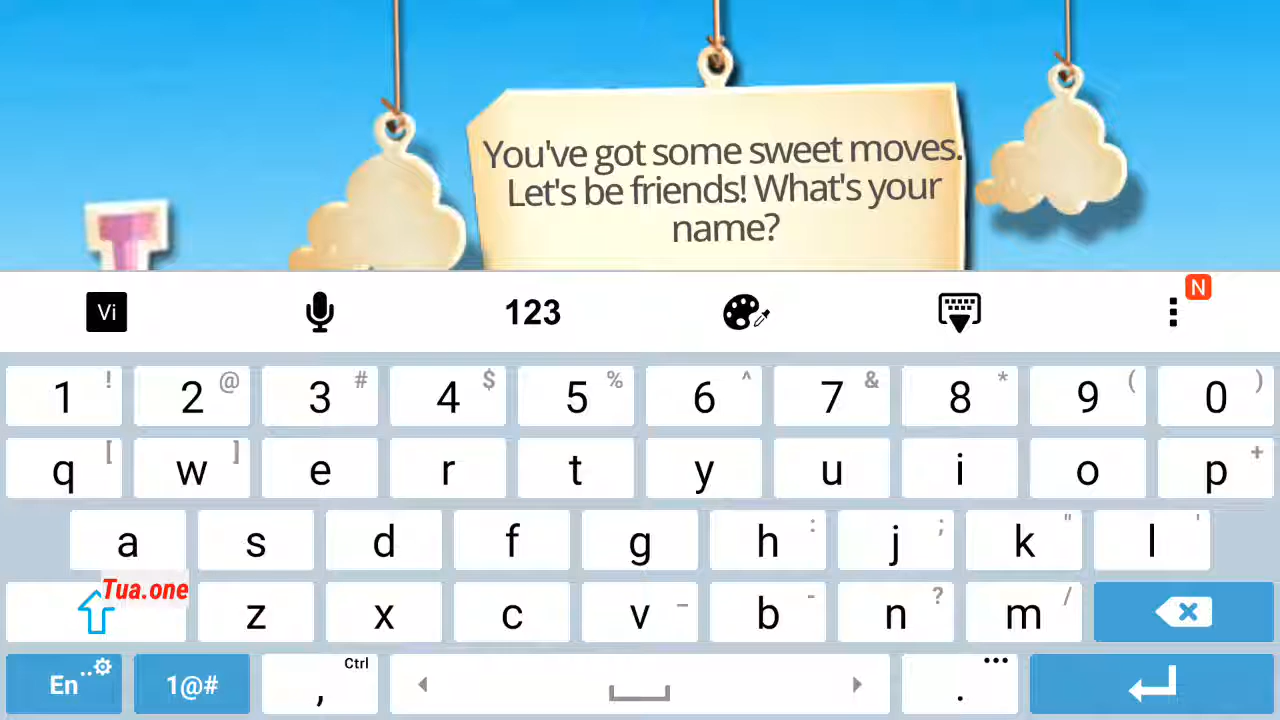 You've got some sweet moves.
Let's be friends! What's your
name?
N
Vi
123
1 ! 2 @ 3 # 4 $ 5 % 6 ^ 7 & 8 * 9 ( 0 )
q [ w ] e r t y u i o p +
a s d f g h : j ; k " l '
Tua.one
z x c v _ b - n ? m /
En 1@# , Ctrl . •••